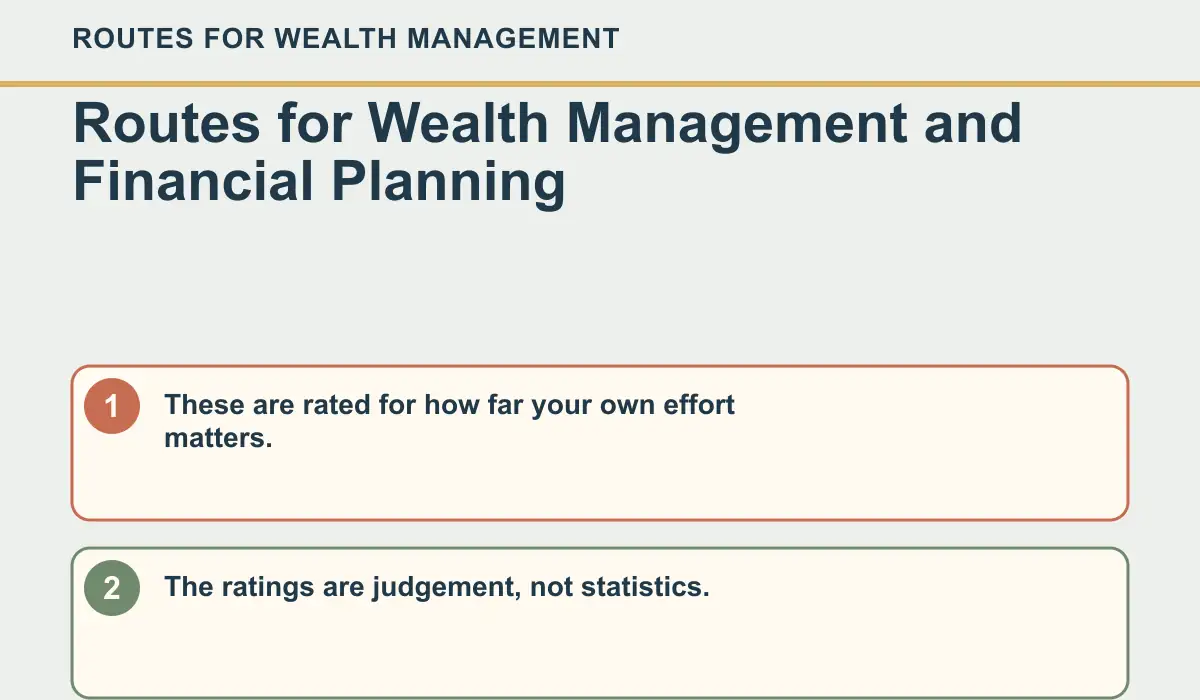 ROUTES FOR WEALTH MANAGEMENT
Routes for Wealth Management and
Financial Planning
1
These are rated for how far your own effort
matters.
2
The ratings are judgement, not statistics.